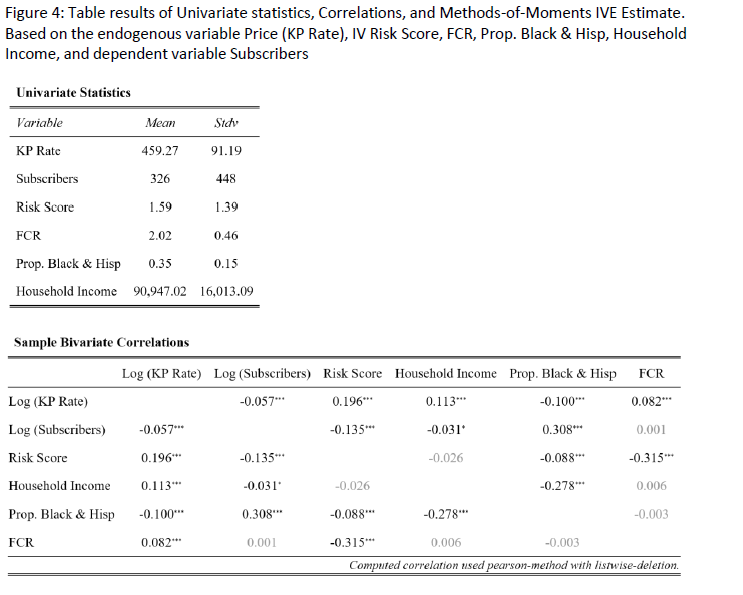 Figure 4: Table results of Univariate statistics, Correlations, and Methods-of-Moments IVE Estimate.
Based on the endogenous variable Price (KP Rate), IV Risk Score, FCR, Prop. Black & Hisp, Household
Income, and dependent variable Subscribers
Univariate Statistics
Variable Mean Stdv
KP Rate 459.27 91.19
Subscribers 326 448
Risk Score 1.59 1.39
FCR 2.02 0.46
Prop. Black & Hisp 0.35 0.15
Household Income 90,947.02 16,013.09
Sample Bivariate Correlations
Log (KP Rate) Log (Subscribers) Risk Score Household Income Prop. Black & Hisp FCR
Log (KP Rate) -0.057*** 0.196*** 0.113*** -0.100*** 0.082***
Log (Subscribers) -0.057*** -0.135*** -0.031* 0.308*** 0.001
Risk Score 0.196*** -0.135*** -0.026 -0.088*** -0.315***
Household Income 0.113*** -0.031* -0.026 -0.278*** 0.006
Prop. Black & Hisp -0.100*** 0.308*** -0.088*** -0.278*** -0.003
FCR 0.082*** 0.001 -0.315*** 0.006 -0.003
Computed correlation used pearson-method with listwise-deletion.